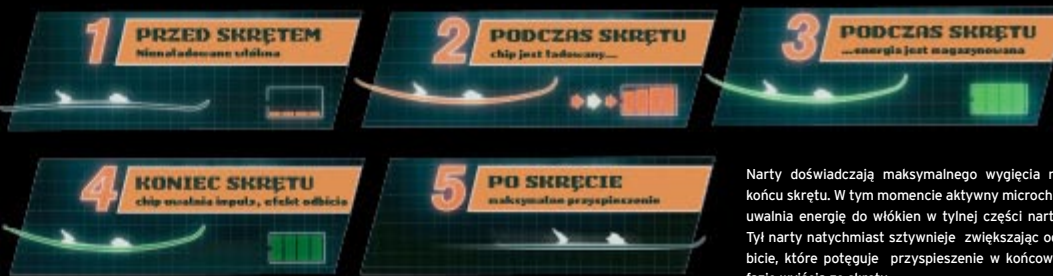 1 PRZED SKRĘTEM
Nienaładowane włókna
2 PODCZAS SKRĘTU
chip jest ładowany...
3 PODCZAS SKRĘTU
...energia jest magazynowana
4 KONIEC SKRĘTU
chip uwalnia impuls, efekt odbicia
5 PO SKRĘCIE
maksymalne przyspieszenie
Narty doświadczają maksymalnego wygięcia n
końcu skrętu. W tym momencie aktywny microch
uwalnia energię do włókien w tylnej części nart
Tył narty natychmiast sztywnieje zwiększając od
bicie, które potęguje przyspieszenie w końcow